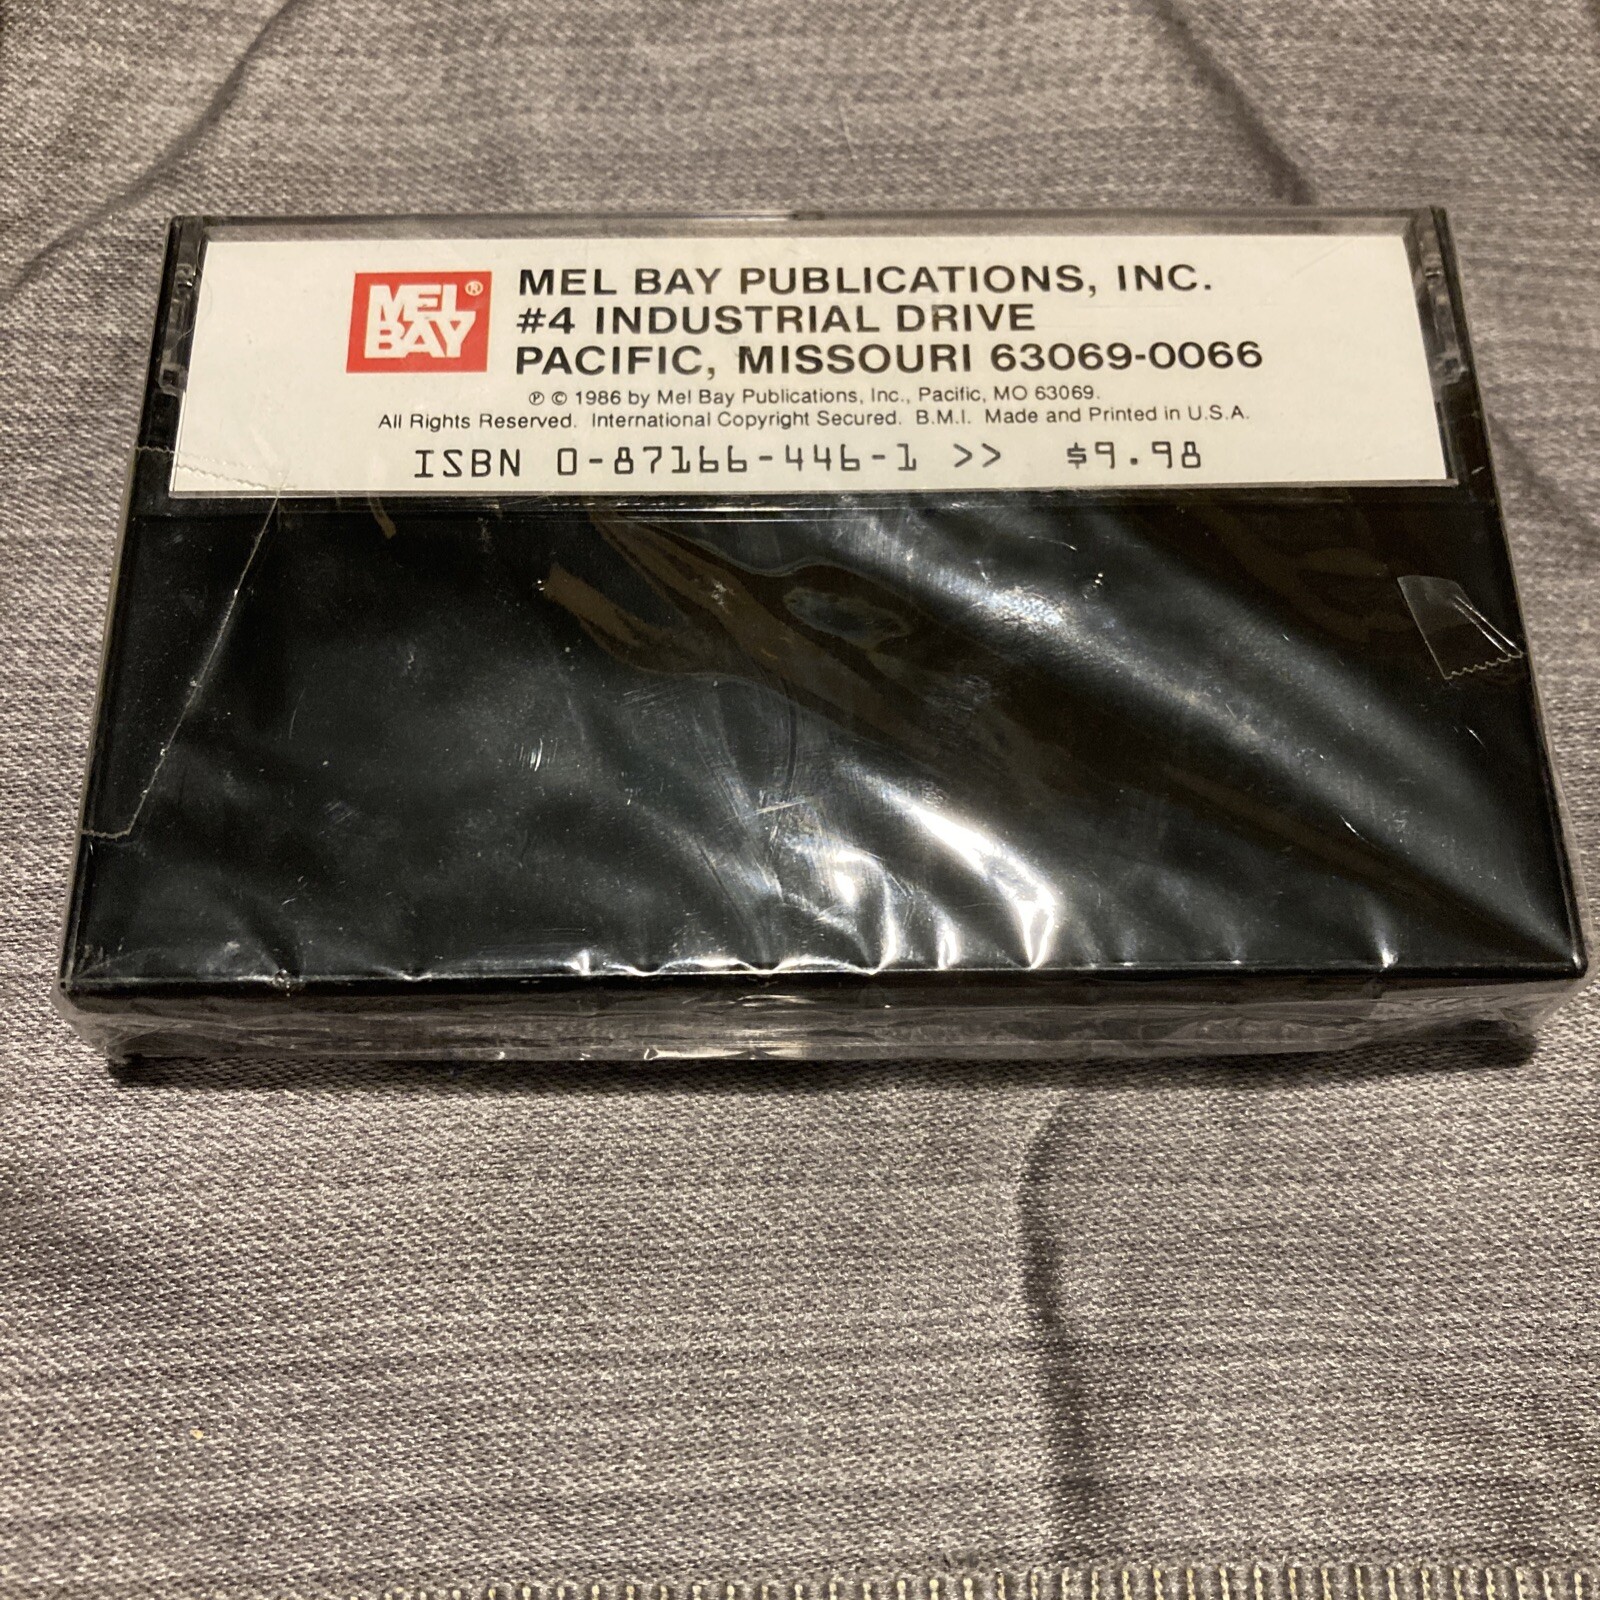 MEL BAY®
MEL BAY PUBLICATIONS, INC.
#4 INDUSTRIAL DRIVE
PACIFIC, MISSOURI 63069-0066
℗ © 1986 by Mel Bay Publications, Inc., Pacific, MO 63069.
All Rights Reserved. International Copyright Secured. B.M.I. Made and Printed in U.S.A.
ISBN 0-87166-446-1 >> $9.98